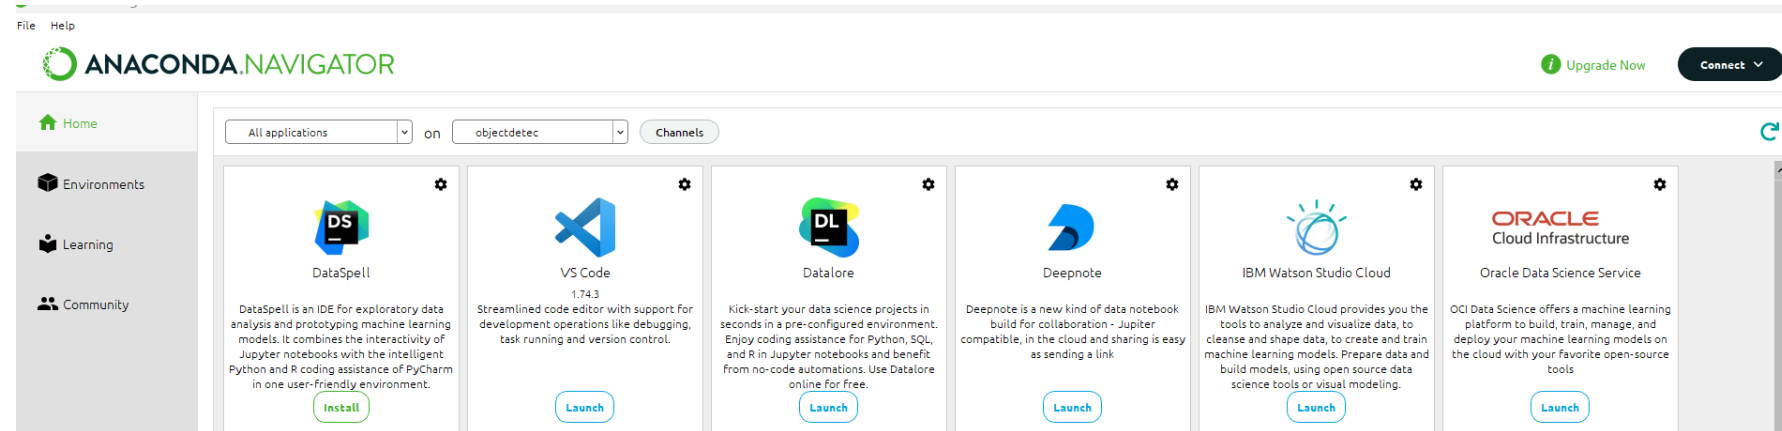 File Help
ANACONDA.NAVIGATOR
Upgrade Now
Connect
Home
All applications on objectdetec Channels
Environments
Learning
Community
DS
DataSpell
DataSpell is an IDE for exploratory data
analysis and prototyping machine learning
models. It combines the interactivity of
Jupyter notebooks with the intelligent
Python and R coding assistance of PyCharm
in one user-friendly environment.
Install
VS Code
1.74.3
Streamlined code editor with support for
development operations like debugging,
task running and version control.
Launch
DL
Datalore
Kick-start your data science projects in
seconds in a pre-configured environment.
Enjoy coding assistance for Python, SQL,
and R in Jupyter notebooks and benefit
from no-code automations. Use Datalore
online for free.
Launch
Deepnote
Deepnote is a new kind of data notebook
build for collaboration - Jupiter
compatible, in the cloud and sharing is easy
as sending a link
Launch
IBM Watson Studio Cloud
IBM Watson Studio Cloud provides you the
tools to analyze and visualize data, to
cleanse and shape data, to create and train
machine learning models. Prepare data and
build models, using open source data
science tools or visual modeling.
Launch
ORACLE
Cloud Infrastructure
Oracle Data Science Service
OCI Data Science offers a machine learning
platform to build, train, manage, and
deploy your machine learning models on
the cloud with your favorite open-source
tools
Launch